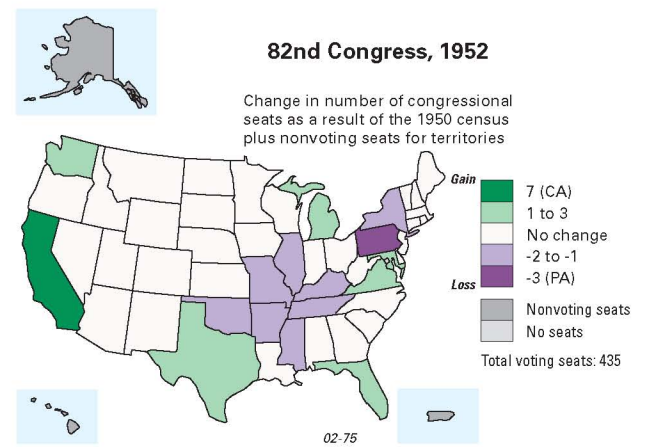 82nd Congress, 1952
Change in number of congressional
seats as a result of the 1950 census
plus nonvoting seats for territories
Gain
7 (CA)
1 to 3
No change
-2 to -1
-3 (PA)
Loss
Nonvoting seats
No seats
Total voting seats: 435
02-75